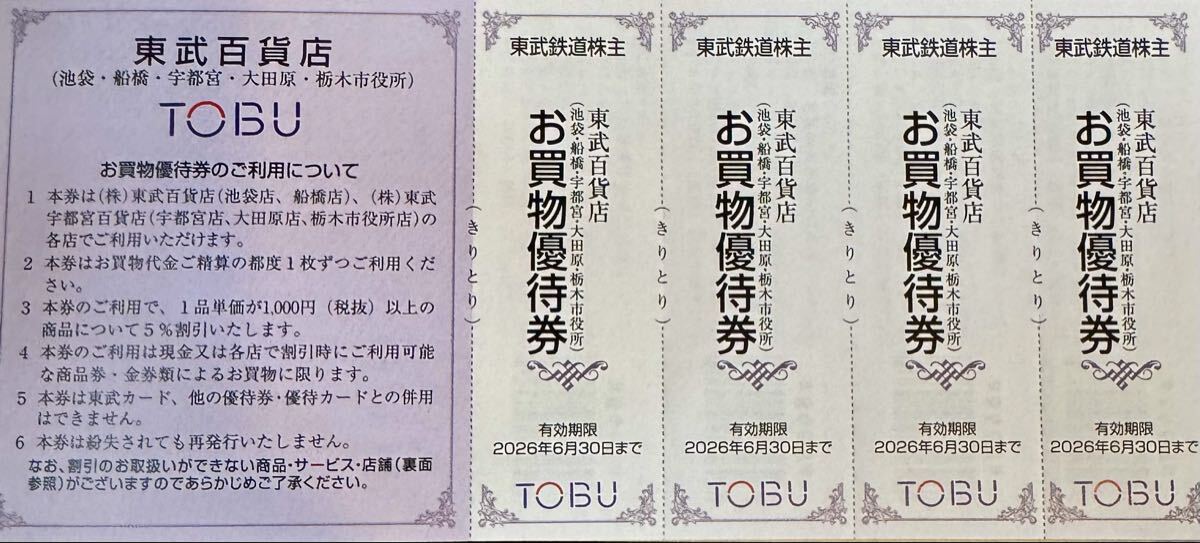 東武百貨店
(池袋・船橋・宇都宮・大田原・栃木市役所)
TOBU
お買物優待券のご利用について
1 本券は(株)東武百貨店(池袋店、船橋店)、(株)東武
宇都宮百貨店(宇都宮店、大田原店、栃木市役所店)の
各店でご利用いただけます。
2 本券はお買物代金ご精算の都度1枚ずつご利用くだ
さい。
3 本券のご利用で、1品単価が1,000円(税抜)以上の
商品について5%割引いたします。
4 本券のご利用は現金又は各店で割引時にご利用可能
な商品券・金券類によるお買物に限ります。
5 本券は東武カード、他の優待券・優待カードとの併用
はできません。
6 本券は紛失されても再発行いたしません。
なお、割引のお取扱いができない商品・サービス・店舗(裏面
参照)がございますのであらかじめご了承ください。
(きりとり)
東武鉄道株主
東武百貨店
(池袋・船橋・宇都宮・大田原・栃木市役所)
お買物優待券
有効期限
2026年6月30日まで
TOBU
(きりとり)
東武鉄道株主
東武百貨店
(池袋・船橋・宇都宮・大田原・栃木市役所)
お買物優待券
有効期限
2026年6月30日まで
TOBU
(きりとり)
東武鉄道株主
東武百貨店
(池袋・船橋・宇都宮・大田原・栃木市役所)
お買物優待券
有効期限
2026年6月30日まで
TOBU
(きりとり)
東武鉄道株主
東武百貨店
(池袋・船橋・宇都宮・大田原・栃木市役所)
お買物優待券
有効期限
2026年6月30日まで
TOBU